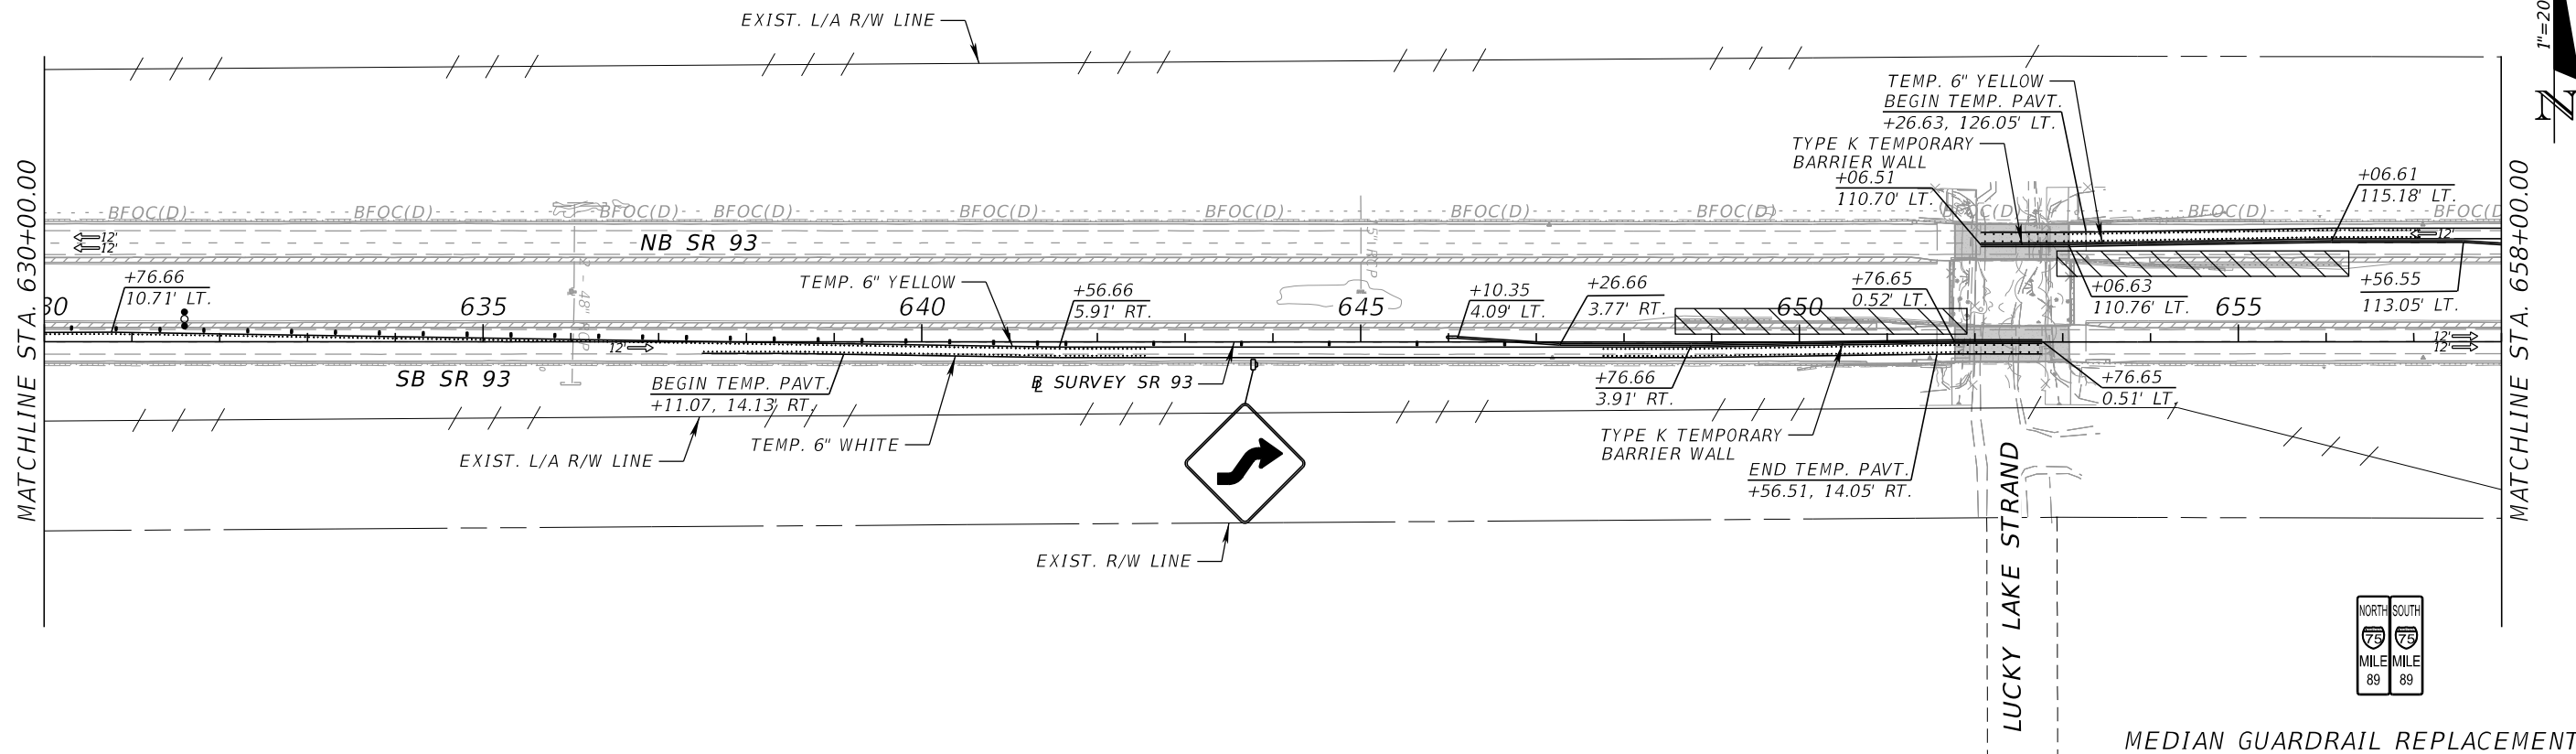 EXIST. L/A R/W LINE
1"=20
N
TEMP. 6" YELLOW
BEGIN TEMP. PAVT.
+26.63, 126.05' LT.
TYPE K TEMPORARY
BARRIER WALL
+06.51
110.70' LT.
+06.61
115.18' LT.
MATCHLINE STA. 630+00.00
MATCHLINE STA. 658+00.00
BFOC(D) BFOC(D) BFOC(D) BFOC(D) BFOC(D) BFOC(D) BFOC(D) BFOC(D) BFOC(D) BFOC(D)
12'
12'
NB SR 93
12'
+76.66
10.71' LT.
TEMP. 6" YELLOW
+56.66
5.91' RT.
+10.35
4.09' LT.
+26.66
3.77' RT.
+76.65
0.52' LT.
+06.63
110.76' LT.
+56.55
113.05' LT.
30 635 640 645 650 655
12'
12'
12'
SB SR 93
BEGIN TEMP. PAVT.
+11.07, 14.13' RT.
B SURVEY SR 93
+76.66
3.91' RT.
+76.65
0.51' LT.
TEMP. 6" WHITE
EXIST. L/A R/W LINE
TYPE K TEMPORARY
BARRIER WALL
END TEMP. PAVT.
+56.51, 14.05' RT.
EXIST. R/W LINE
LUCKY LAKE STRAND
NORTH SOUTH
75 75
MILE MILE
89 89
MEDIAN GUARDRAIL REPLACEMENT